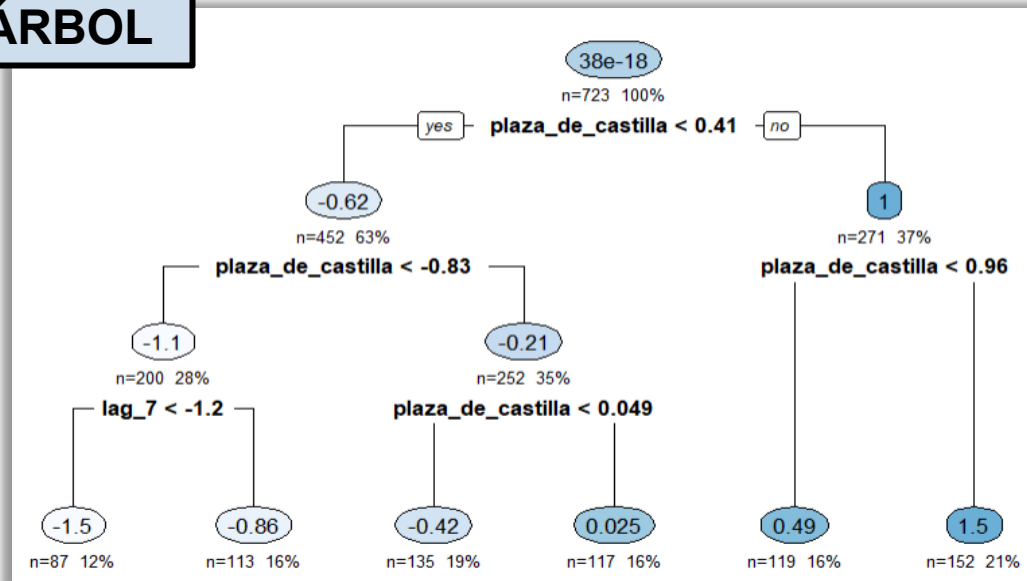 ÁRBOL
38e-18
n=723 100%
yes plaza_de_castilla < 0.41 no
-0.62 1
n=452 63% n=271 37%
plaza_de_castilla < -0.83 plaza_de_castilla < 0.96
-1.1 -0.21
n=200 28% n=252 35%
lag_7 < -1.2 plaza_de_castilla < 0.049
-1.5 -0.86 -0.42 0.025 0.49 1.5
n=87 12% n=113 16% n=135 19% n=117 16% n=119 16% n=152 21%